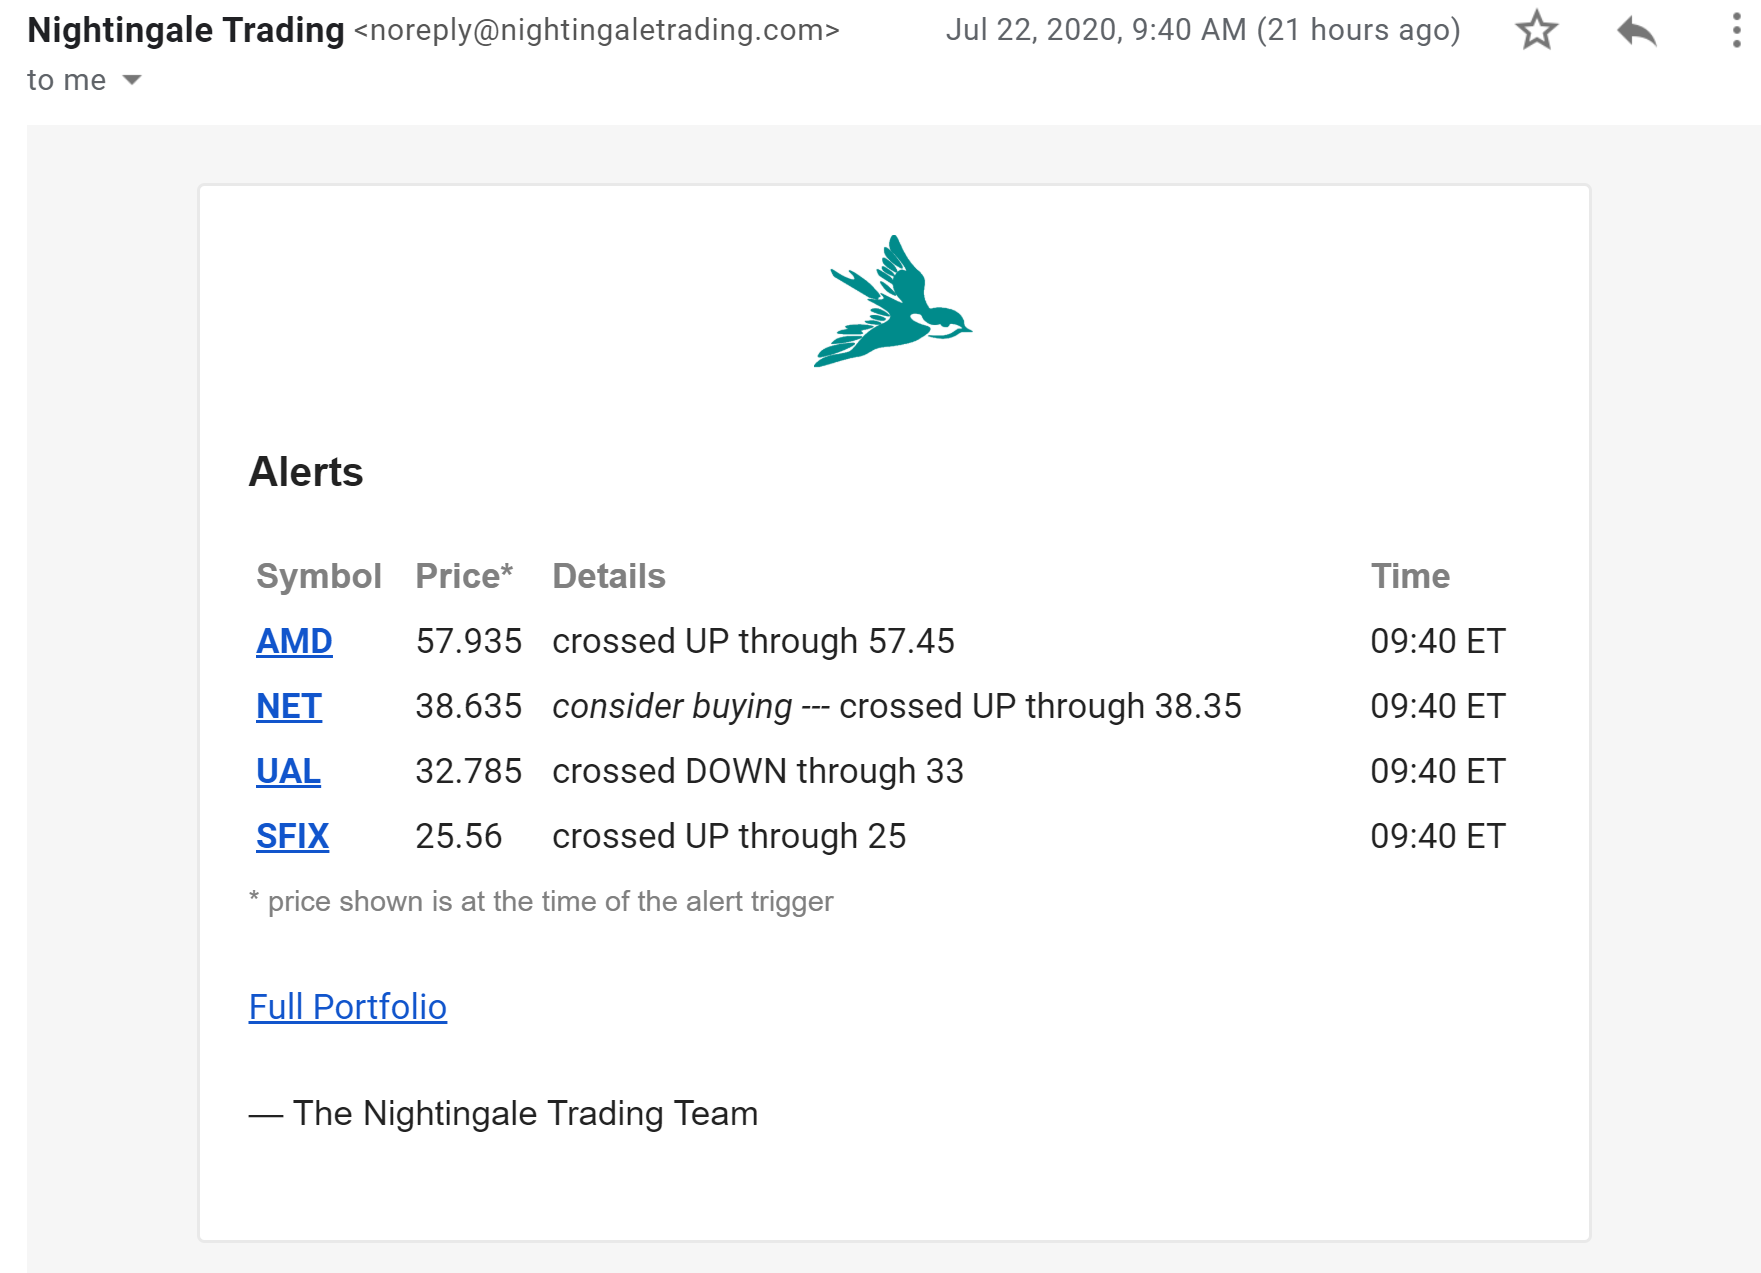 Nightingale Trading <noreply@nightingaletrading.com> Jul 22, 2020, 9:40 AM (21 hours ago)
to me
Alerts
Symbol Price* Details Time
AMD 57.935 crossed UP through 57.45 09:40 ET
NET 38.635 consider buying --- crossed UP through 38.35 09:40 ET
UAL 32.785 crossed DOWN through 33 09:40 ET
SFIX 25.56 crossed UP through 25 09:40 ET
* price shown is at the time of the alert trigger
Full Portfolio
— The Nightingale Trading Team